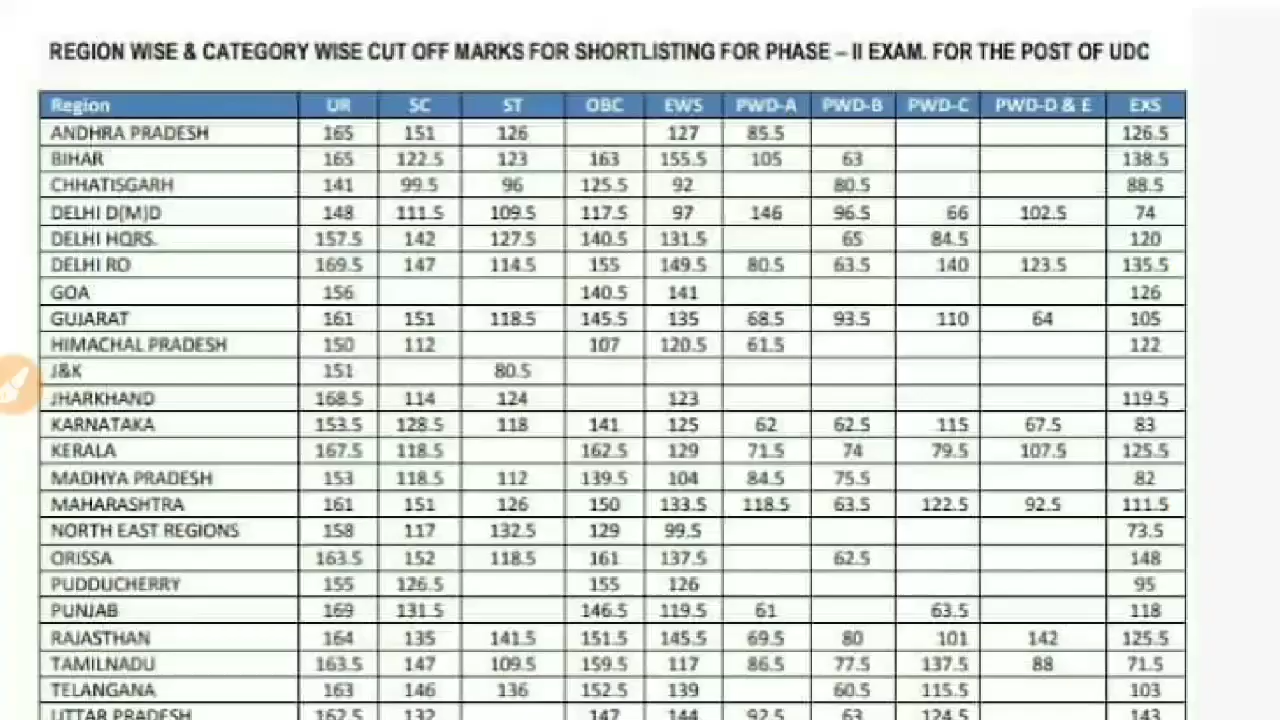 REGION WISE & CATEGORY WISE CUT OFF MARKS FOR SHORTLISTING FOR PHASE – II EXAM. FOR THE POST OF UDC
Region UR SC ST OBC EWS PWD-A PWD-B PWD-C PWD-D & E EXS
ANDHRA PRADESH 165 151 126 127 85.5 126.5
BIHAR 165 122.5 123 163 155.5 105 63 138.5
CHHATISGARH 141 99.5 96 125.5 92 80.5 88.5
DELHI D(M)D 148 111.5 109.5 117.5 97 146 96.5 66 102.5 74
DELHI HQRS. 157.5 142 127.5 140.5 131.5 65 84.5 120
DELHI RO 169.5 147 114.5 155 149.5 80.5 63.5 140 123.5 135.5
GOA 156 140.5 141 126
GUJARAT 161 151 118.5 145.5 135 68.5 93.5 110 64 105
HIMACHAL PRADESH 150 112 107 120.5 61.5 122
J&K 151 80.5
JHARKHAND 168.5 114 124 123 119.5
KARNATAKA 153.5 128.5 118 141 125 62 62.5 115 67.5 83
KERALA 167.5 118.5 162.5 129 71.5 74 79.5 107.5 125.5
MADHYA PRADESH 153 118.5 112 139.5 104 84.5 75.5 82
MAHARASHTRA 161 151 126 150 133.5 118.5 63.5 122.5 92.5 111.5
NORTH EAST REGIONS 158 117 132.5 129 99.5 73.5
ORISSA 163.5 152 118.5 161 137.5 62.5 148
PUDDUCHERRY 155 126.5 155 126 95
PUNJAB 169 131.5 146.5 119.5 61 63.5 118
RAJASTHAN 164 135 141.5 151.5 145.5 69.5 80 101 142 125.5
TAMILNADU 163.5 147 109.5 159.5 117 86.5 77.5 137.5 88 71.5
TELANGANA 163 146 136 152.5 139 60.5 115.5 103
UTTAR PRADESH 162.5 132 147 144 92.5 63 124.5 143